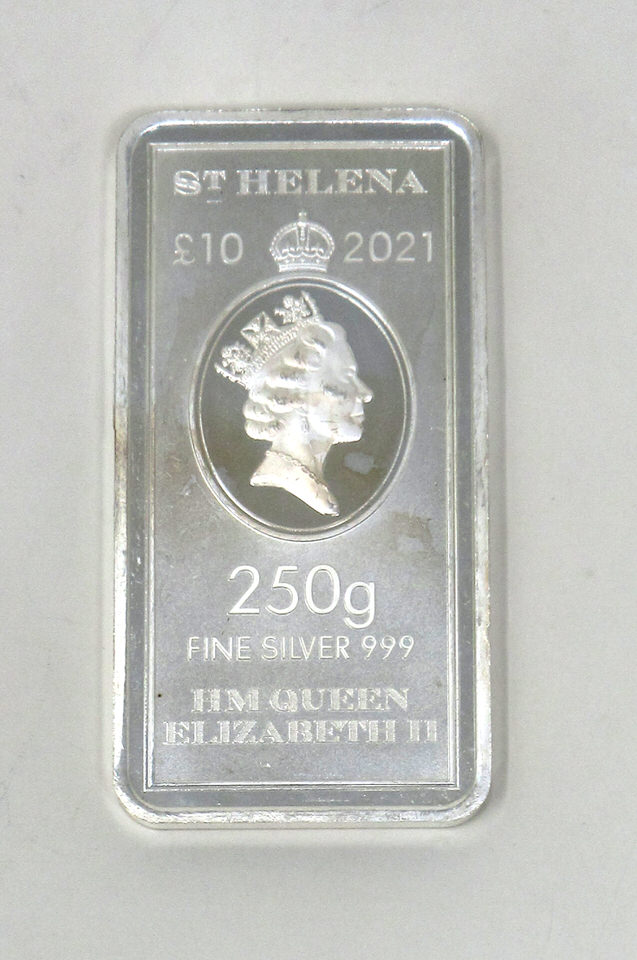 ST HELENA
£10 2021
250g
FINE SILVER 999
HM QUEEN
ELIZABETH II